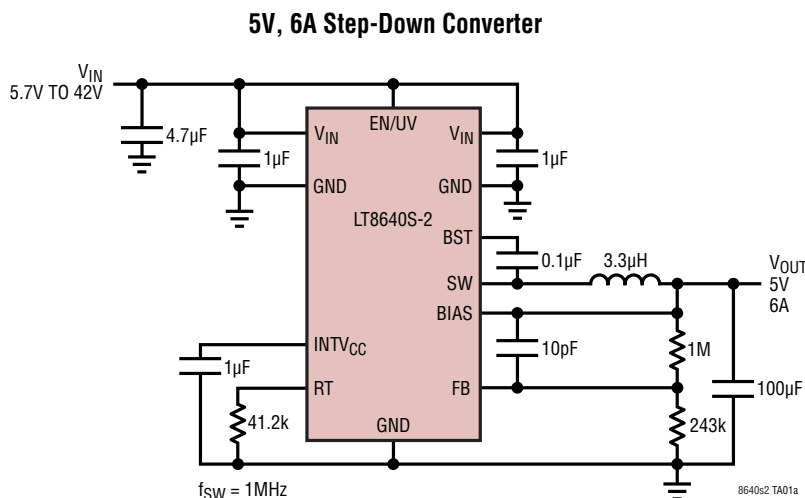 5V, 6A Step-Down Converter
VIN
5.7V TO 42V
4.7µF
1µF
VIN
EN/UV
VIN
1µF
GND
GND
LT8640S-2
BST
0.1µF
3.3µH
SW
VOUT
5V
6A
BIAS
10pF
1M
INTVCC
1µF
RT
FB
100µF
41.2k
GND
243k
fSW = 1MHz
8640s2 TA01a